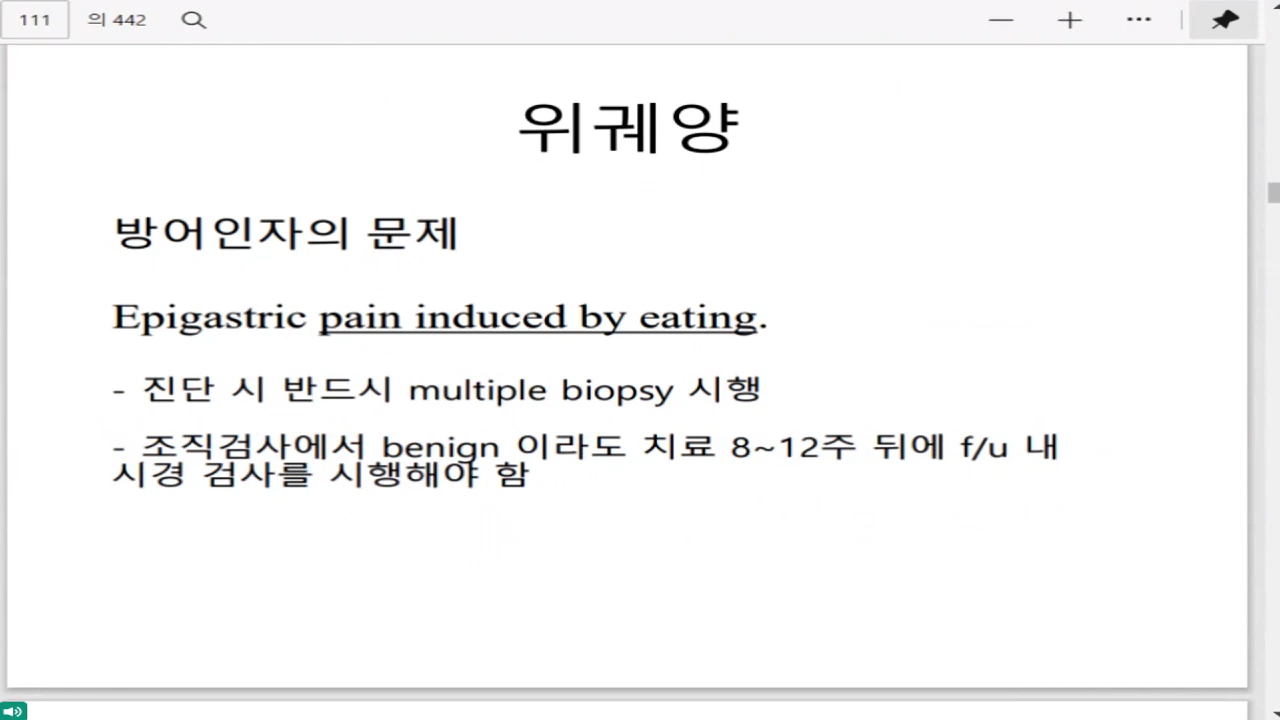 111 의 442
위궤양
방어인자의 문제
Epigastric pain induced by eating.
- 진단 시 반드시 multiple biopsy 시행
- 조직검사에서 benign 이라도 치료 8~12주 뒤에 f/u 내
시경 검사를 시행해야 함